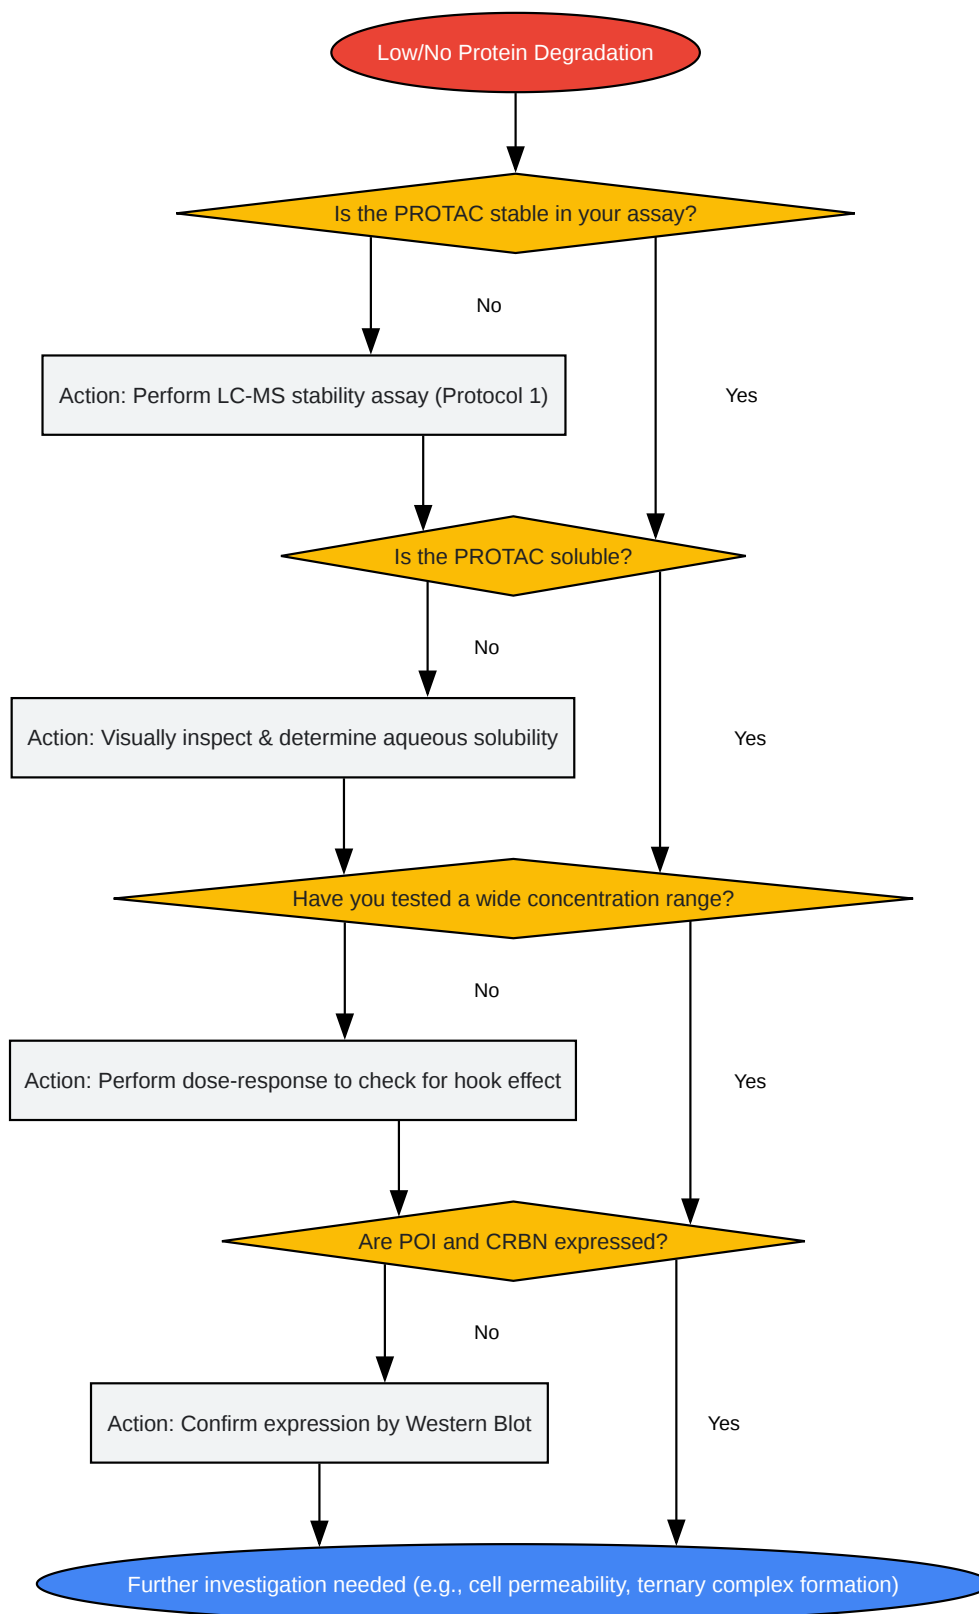 Low/No Protein Degradation
Is the PROTAC stable in your assay?
No
Action: Perform LC-MS stability assay (Protocol 1)
Yes
Is the PROTAC soluble?
No
Action: Visually inspect & determine aqueous solubility
Yes
Have you tested a wide concentration range?
No
Action: Perform dose-response to check for hook effect
Yes
Are POI and CRBN expressed?
No
Action: Confirm expression by Western Blot
Yes
Further investigation needed (e.g., cell permeability, ternary complex formation)